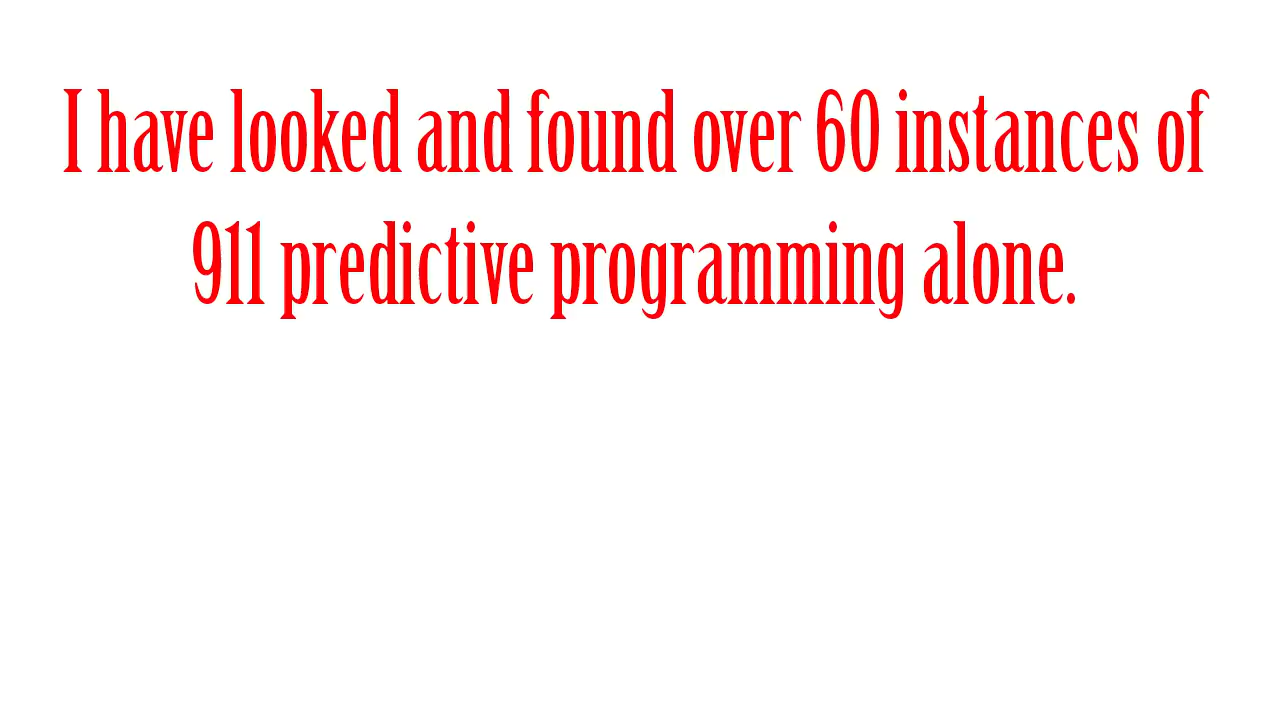 I have looked and found over 60 instances of
911 predictive programming alone.